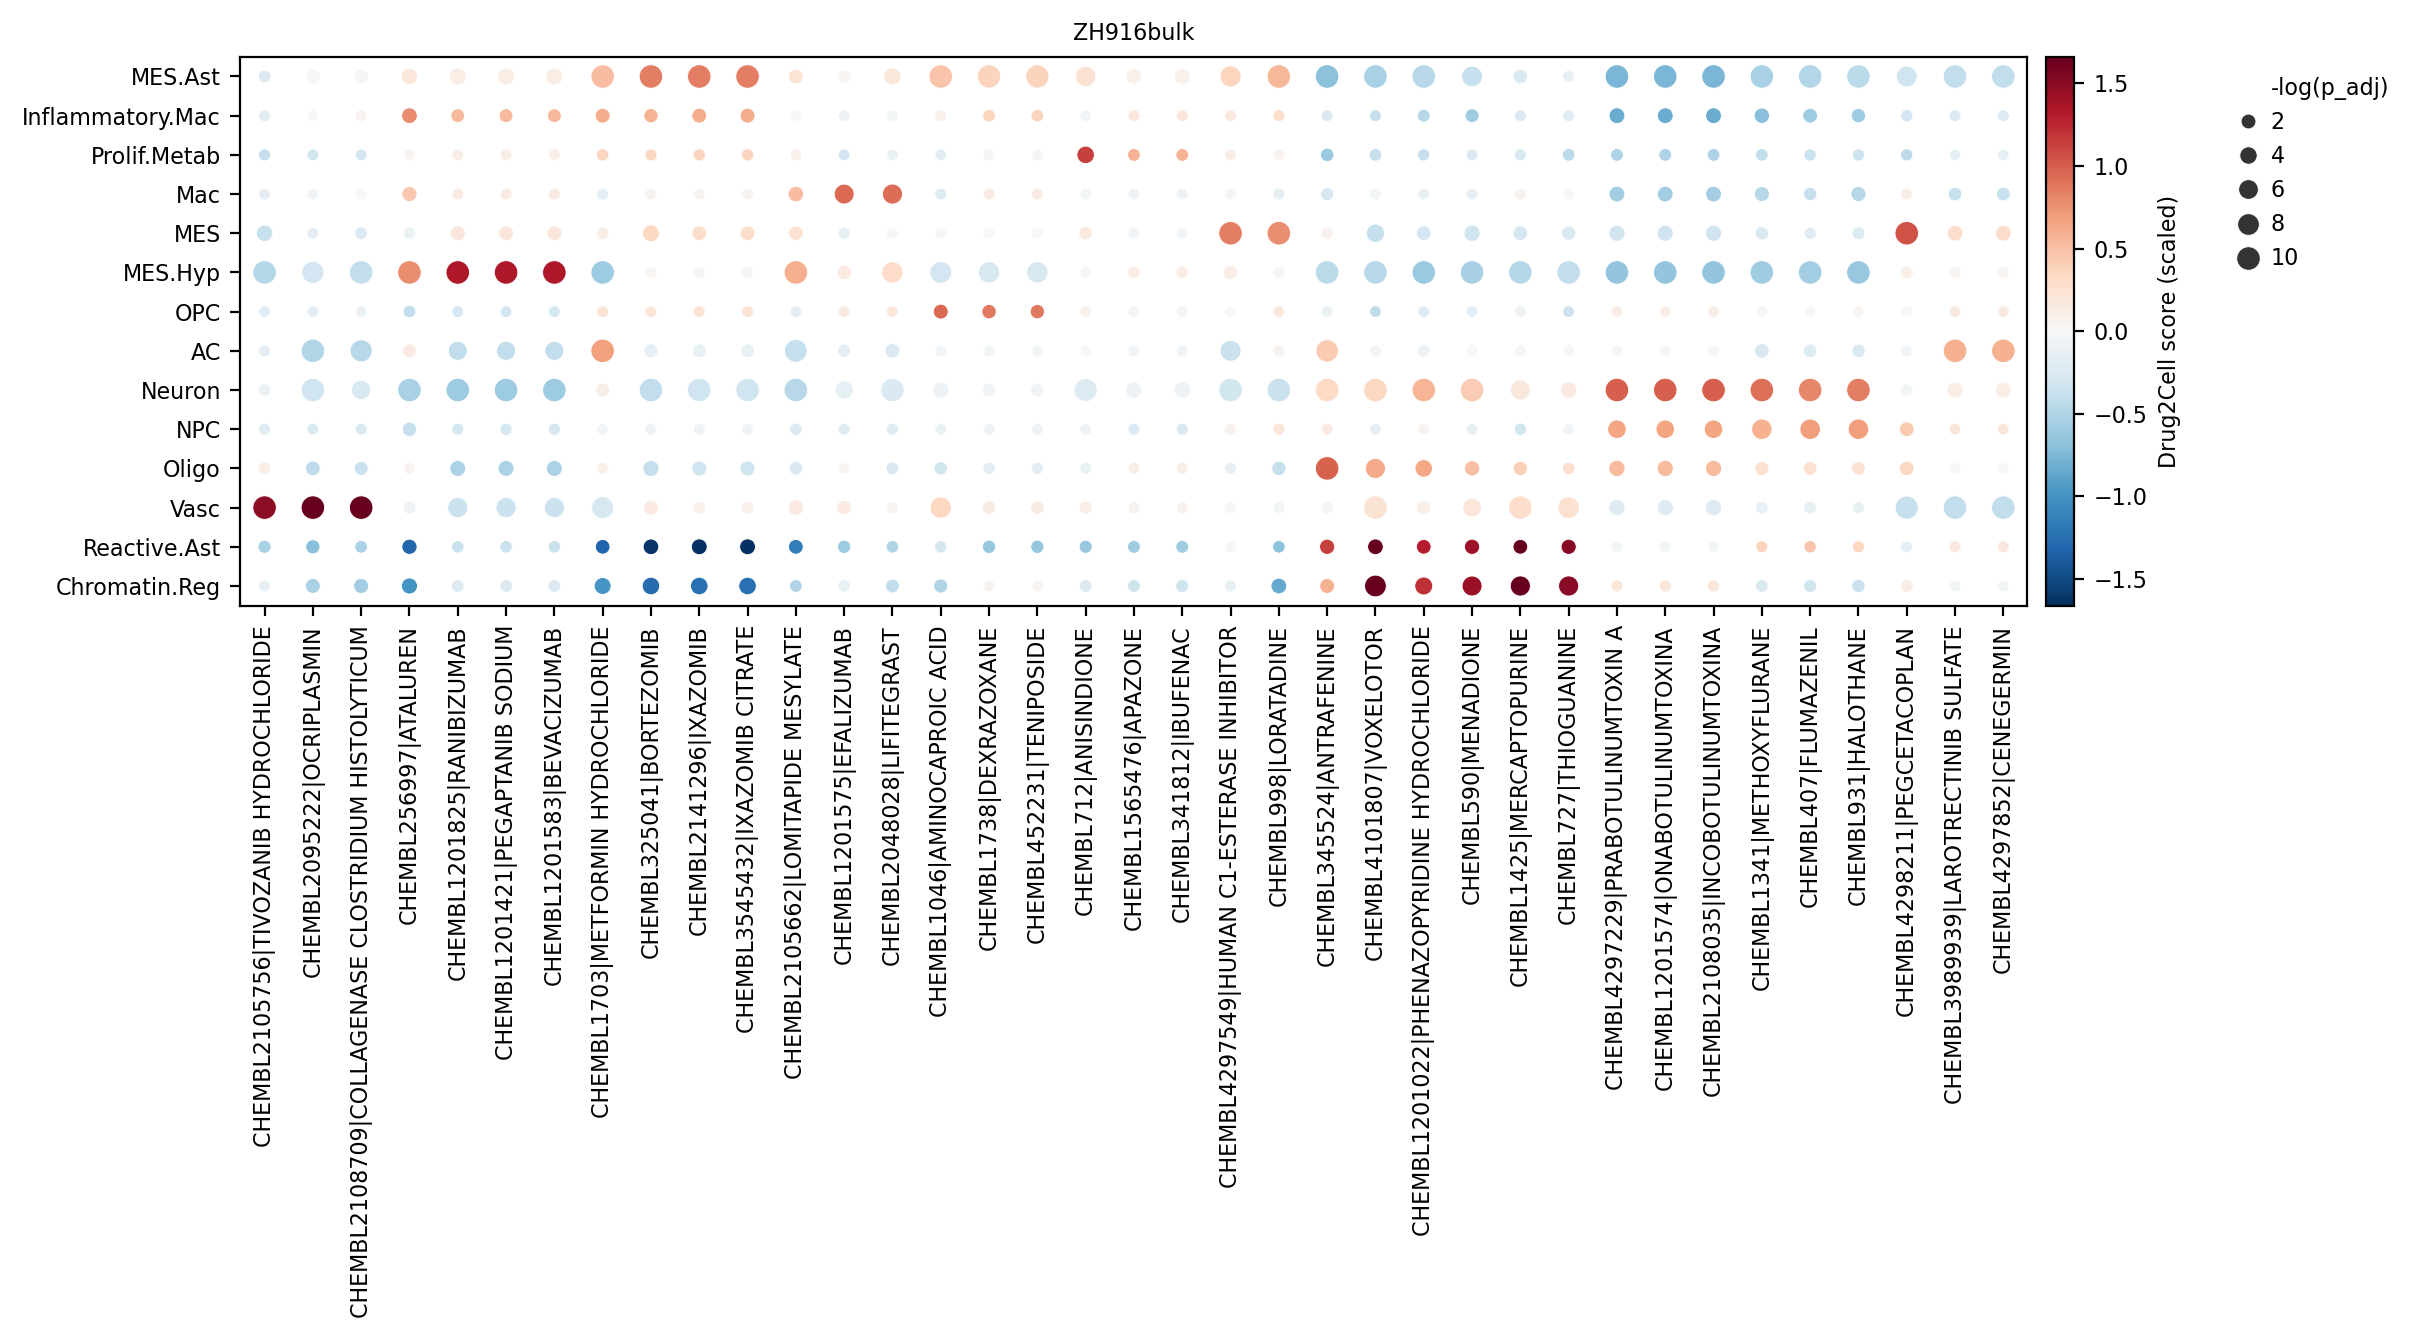 ZH916bulk
MES.Ast
Inflammatory.Mac
Prolif.Metab
Mac
MES
MES.Hyp
OPC
AC
Neuron
NPC
Oligo
Vasc
Reactive.Ast
Chromatin.Reg
CHEMBL2105756|TIVOZANIB HYDROCHLORIDE
CHEMBL2095222|OCRIPLASMIN
CHEMBL2108709|COLLAGENASE CLOSTRIDIUM HISTOLYTICUM
CHEMBL256997|ATALUREN
CHEMBL1201825|RANIBIZUMAB
CHEMBL1201421|PEGAPTANIB SODIUM
CHEMBL1201583|BEVACIZUMAB
CHEMBL1703|METFORMIN HYDROCHLORIDE
CHEMBL325041|BORTEZOMIB
CHEMBL2141296|IXAZOMIB
CHEMBL3545432|IXAZOMIB CITRATE
CHEMBL2105662|LOMITAPIDE MESYLATE
CHEMBL1201575|EFALIZUMAB
CHEMBL2048028|LIFITEGRAST
CHEMBL1046|AMINOCAPROIC ACID
CHEMBL1738|DEXRAZOXANE
CHEMBL452231|TENIPOSIDE
CHEMBL712|ANISINDIONE
CHEMBL1565476|APAZONE
CHEMBL341812|IBUFENAC
CHEMBL4297549|HUMAN C1-ESTERASE INHIBITOR
CHEMBL998|LORATADINE
CHEMBL345524|ANTRAFENINE
CHEMBL4101807|VOXELOTOR
CHEMBL1201022|PHENAZOPYRIDINE HYDROCHLORIDE
CHEMBL590|MENADIONE
CHEMBL1425|MERCAPTOPURINE
CHEMBL727|THIOGUANINE
CHEMBL4297229|PRABOTULINUMTOXIN A
CHEMBL1201574|ONABOTULINUMTOXINA
CHEMBL2108035|INCOBOTULINUMTOXINA
CHEMBL1341|METHOXYFLURANE
CHEMBL407|FLUMAZENIL
CHEMBL931|HALOTHANE
CHEMBL4298211|PEGCETACOPLAN
CHEMBL3989939|LAROTRECTINIB SULFATE
CHEMBL4297852|CENEGERMIN
1.5
1.0
0.5
0.0
−0.5
−1.0
−1.5
Drug2Cell score (scaled)
-log(p_adj)
2
4
6
8
10